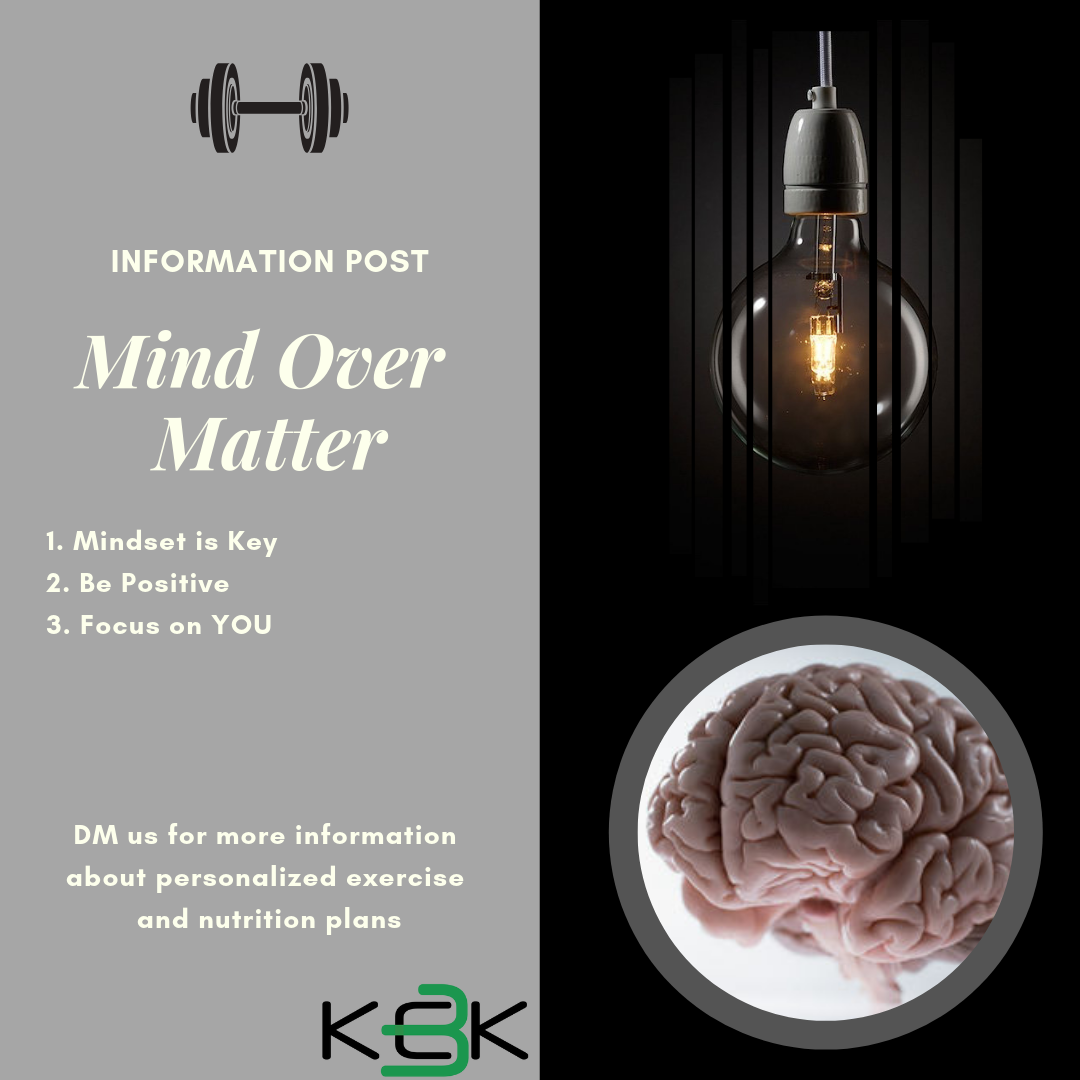 INFORMATION POST
Mind Over
Matter
1. Mindset is Key
2. Be Positive
3. Focus on YOU
DM us for more information
about personalized exercise
and nutrition plans